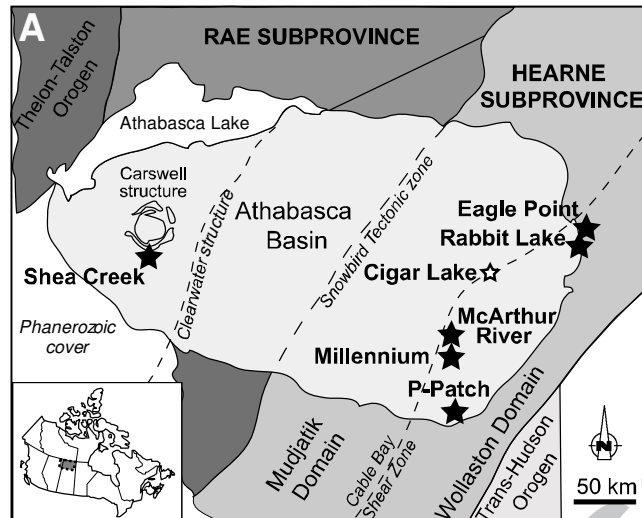 A
RAE SUBPROVINCE
HEARNE
SUBPROVINCE
Thelon-Talston
Orogen
Athabasca Lake
Carswell
structure
Athabasca
Basin
Clearwater structure
Snowbird Tectonic zone
Eagle Point
Rabbit Lake
Cigar Lake
Shea Creek
McArthur
River
Phanerozoic
cover
Millennium
P-Patch
Mudjatik
Domain
Cable Bay
Shear Zone
Wollaston Domain
Trans-Hudson
Orogen
N
50 km